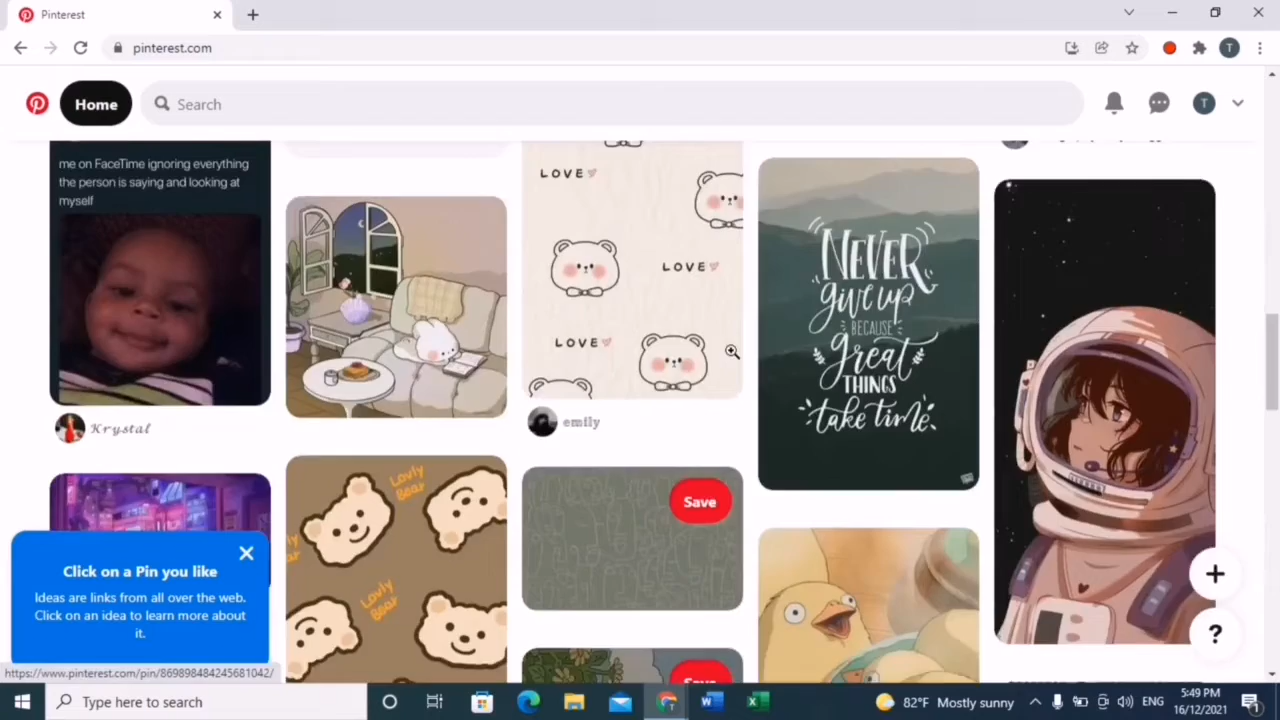 Pinterest
pinterest.com
T
Home
Search
T
me on FaceTime ignoring everything
the person is saying and looking at
myself
Krystal
LOVE
LOVE
LOVE
emily
NEVER
give up
BECAUSE
great
THINGS
take time
Lovly
Bear
Lovly
Bear
Save
Save
Click on a Pin you like
Ideas are links from all over the web.
Click on an idea to learn more about
it.
+
?
https://www.pinterest.com/pin/869898484245681042/
Type here to search
82°F Mostly sunny
ENG
5:49 PM
16/12/2021
1